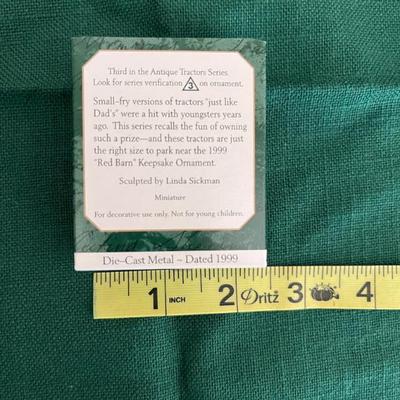 Third in the Antique Tractors Series.
Look for series verification 3 on ornament.
Small-fry versions of tractors "just like
Dad's" were a hit with youngsters years
ago. This series recalls the fun of owning
such a prize—and these tractors are just
the right size to park near the 1999
"Red Barn" Keepsake Ornament.
Sculpted by Linda Sickman
Miniature
For decorative use only. Not for young children.
Die-Cast Metal ~ Dated 1999
1 INCH 2 Dritz 3 4